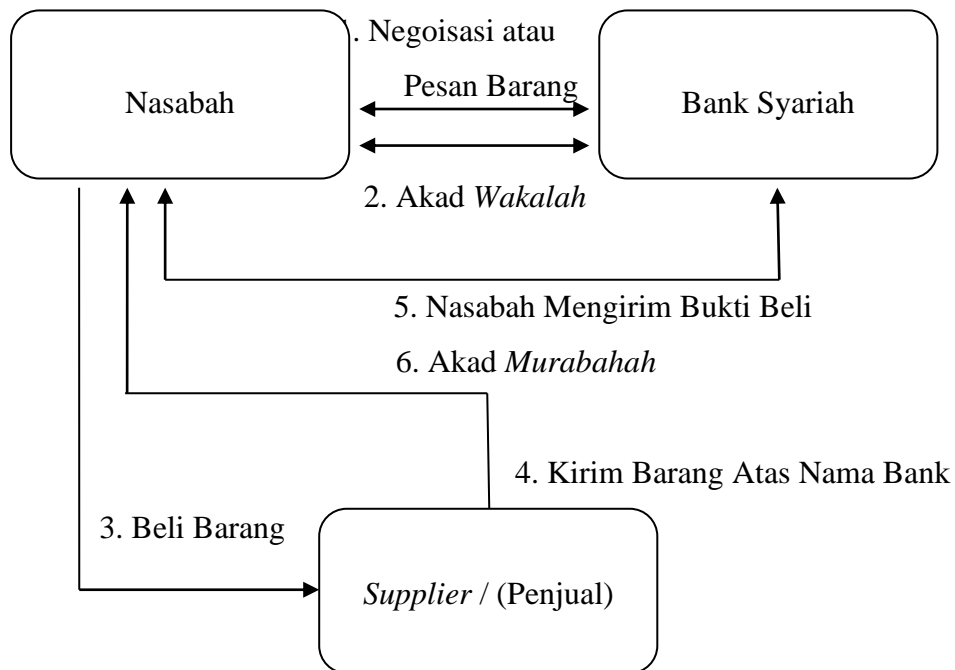 . Negoisasi atau
Pesan Barang
Nasabah
Bank Syariah
2. Akad Wakalah
5. Nasabah Mengirim Bukti Beli
6. Akad Murabahah
4. Kirim Barang Atas Nama Bank
3. Beli Barang
Supplier / (Penjual)